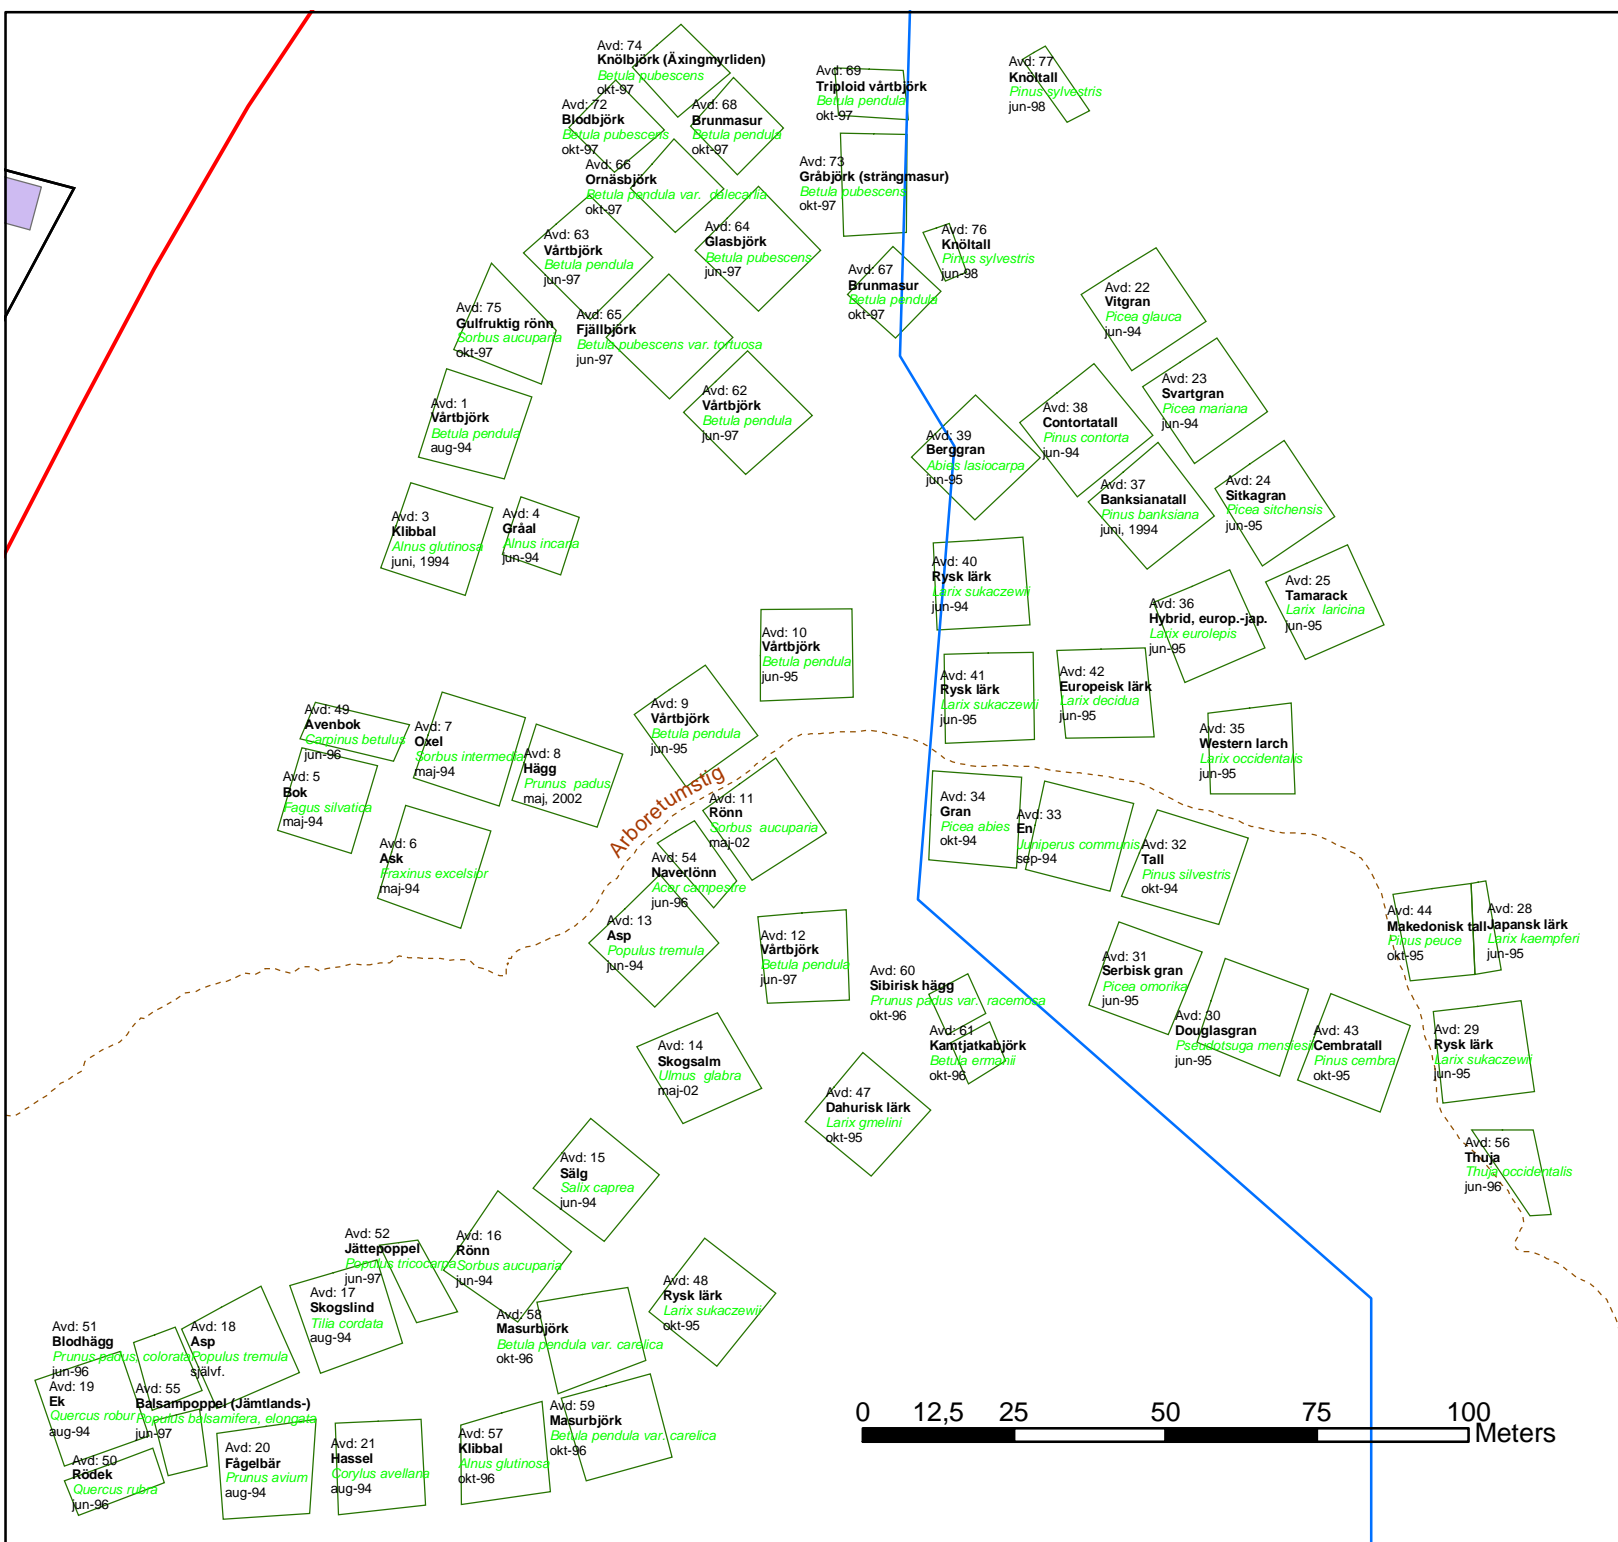 Avd: 74
Knölbjörk (Äxingmyrliden)
Betula pubescens
okt-97
Avd: 69
Triploid vårtbjörk
Betula pendula
okt-97
Avd: 77
Knöltall
Pinus sylvestris
jun-98
Avd: 72
Blodbjörk
Betula pubescens
okt-97
Avd: 68
Brunmasur
Betula pendula
okt-97
Avd: 66
Ornäsbjörk
Betula pendula var. dalecarlia
okt-97
Avd: 73
Gråbjörk (strängmasur)
Betula pubescens
okt-97
Avd: 63
Vårtbjörk
Betula pendula
jun-97
Avd: 64
Glasbjörk
Betula pubescens
jun-97
Avd: 76
Knöltall
Pinus sylvestris
jun-98
Avd: 67
Brunmasur
Betula pendula
okt-97
Avd: 22
Vitgran
Picea glauca
jun-94
Avd: 75
Gulfruktig rönn
Sorbus aucuparia
okt-97
Avd: 65
Fjällbjörk
Betula pubescens var. tortuosa
jun-97
Avd: 62
Vårtbjörk
Betula pendula
jun-97
Avd: 23
Svartgran
Picea mariana
jun-94
Avd: 1
Vårtbjörk
Betula pendula
aug-94
Avd: 38
Contortatall
Pinus contorta
jun-94
Avd: 39
Berggran
Abies lasiocarpa
jun-95
Avd: 37
Banksianatall
Pinus banksiana
juni, 1994
Avd: 24
Sitkagran
Picea sitchensis
jun-95
Avd: 3
Klibbal
Alnus glutinosa
juni, 1994
Avd: 4
Gråal
Alnus incana
jun-94
Avd: 40
Rysk lärk
Larix sukaczewii
jun-94
Avd: 25
Tamarack
Larix laricina
jun-95
Avd: 36
Hybrid, europ.-jap.
Larix eurolepis
jun-95
Avd: 10
Vårtbjörk
Betula pendula
jun-95
Avd: 41
Rysk lärk
Larix sukaczewii
jun-95
Avd: 42
Europeisk lärk
Larix decidua
jun-95
Avd: 49
Avenbok
Carpinus betulus
jun-96
Avd: 7
Oxel
Sorbus intermedia
maj-94
Avd: 9
Vårtbjörk
Betula pendula
jun-95
Avd: 35
Western larch
Larix occidentalis
jun-95
Avd: 8
Hägg
Prunus padus
maj, 2002
Avd: 5
Bok
Fagus silvatica
maj-94
Arboretumstig
Avd: 11
Rönn
Sorbus aucuparia
maj-02
Avd: 34
Gran
Picea abies
okt-94
Avd: 33
En
Juniperus communis
sep-94
Avd: 6
Ask
Fraxinus excelsior
maj-94
Avd: 54
Naverlönn
Acer campestre
jun-96
Avd: 32
Tall
Pinus silvestris
okt-94
Avd: 13
Asp
Populus tremula
jun-94
Avd: 12
Vårtbjörk
Betula pendula
jun-97
Avd: 44
Makedonisk tall
Pinus peuce
okt-95
Avd: 28
Japansk lärk
Larix kaempferi
jun-95
Avd: 31
Serbisk gran
Picea omorika
jun-95
Avd: 60
Sibirisk hägg
Prunus padus var. racemosa
okt-96
Avd: 30
Douglasgran
Pseudotsuga mensiesii
jun-95
Avd: 43
Cembratall
Pinus cembra
okt-95
Avd: 29
Rysk lärk
Larix sukaczewii
jun-95
Avd: 61
Kamtjatkabjörk
Betula ermanii
okt-96
Avd: 14
Skogsalm
Ulmus glabra
maj-02
Avd: 47
Dahurisk lärk
Larix gmelini
okt-95
Avd: 56
Thuja
Thuja occidentalis
jun-96
Avd: 15
Sälg
Salix caprea
jun-94
Avd: 52
Jättepoppel
Populus tricocarpa
jun-97
Avd: 16
Rönn
Sorbus aucuparia
jun-94
Avd: 48
Rysk lärk
Larix sukaczewii
okt-95
Avd: 17
Skogslind
Tilia cordata
aug-94
Avd: 58
Masurbjörk
Betula pendula var. carelica
okt-96
Avd: 51
Blodhägg
Prunus padus, colorata
jun-96
Avd: 18
Asp
Populus tremula
självf.
Avd: 19
Ek
Quercus robur
aug-94
Avd: 55
Balsampoppel (Jämtlands-)
Populus balsamifera, elongata
jun-97
Avd: 59
Masurbjörk
Betula pendula var. carelica
okt-96
Avd: 50
Rödek
Quercus rubra
jun-96
Avd: 20
Fågelbär
Prunus avium
aug-94
Avd: 21
Hassel
Corylus avellana
aug-94
Avd: 57
Klibbal
Alnus glutinosa
okt-96
0 12,5 25 50 75 100
Meters